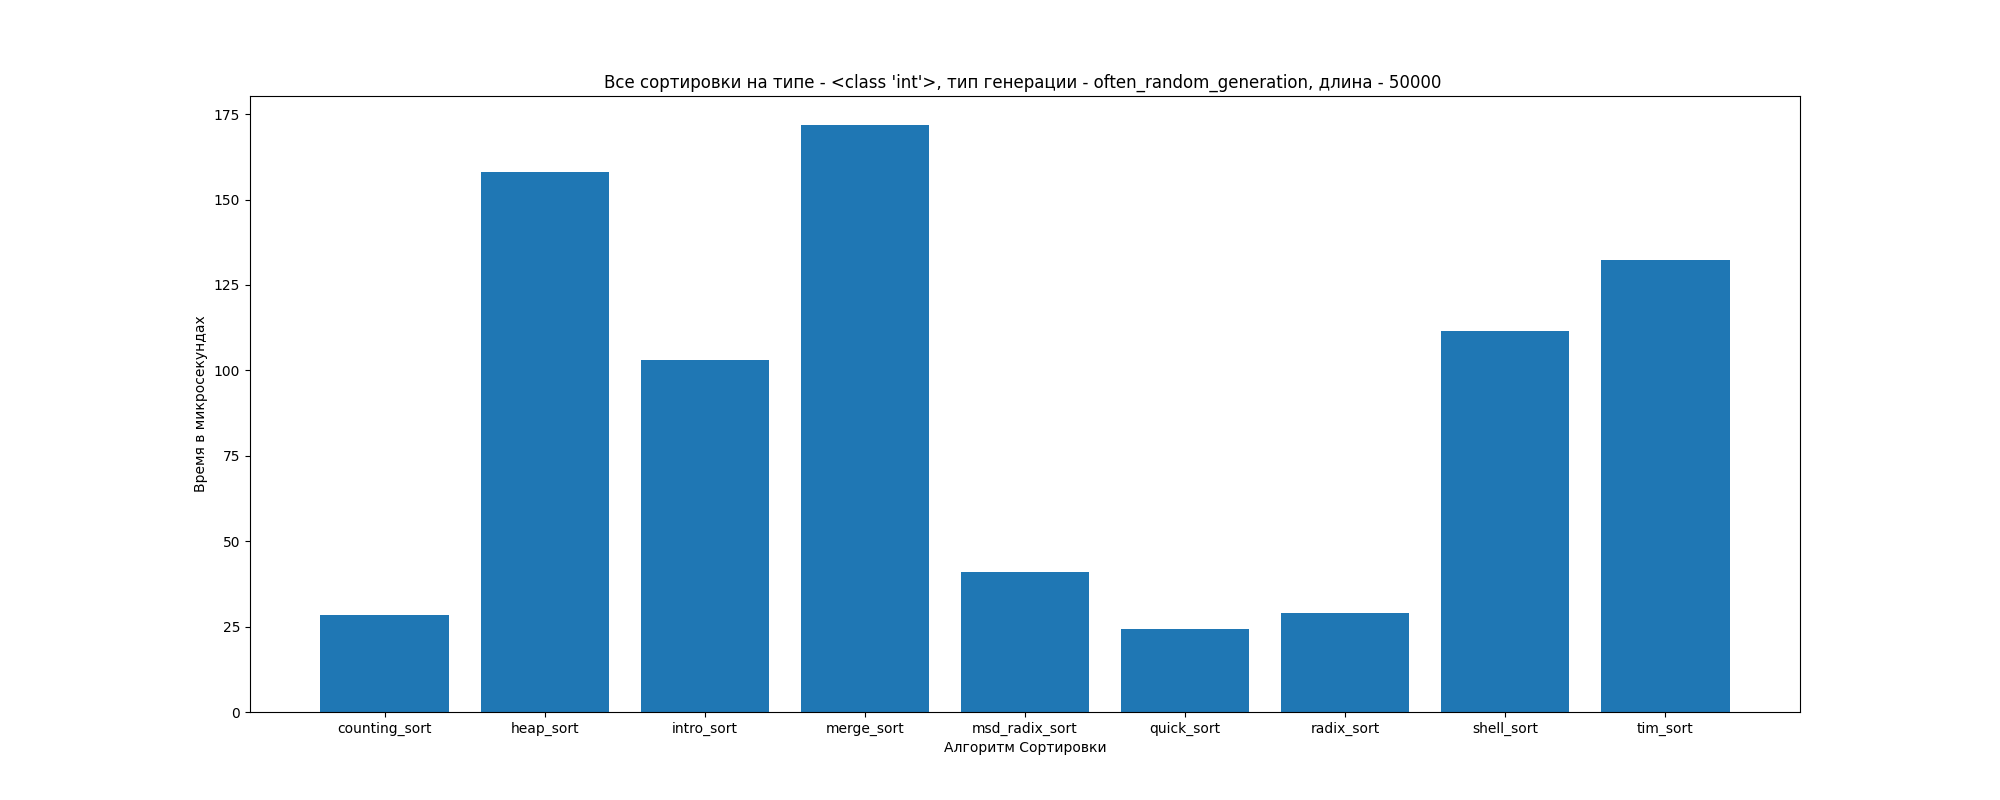 Все сортировки на типе - <class 'int'>, тип генерации - often_random_generation, длина - 50000
Время в микросекундах
175
150
125
100
75
50
25
0
counting_sort heap_sort intro_sort merge_sort msd_radix_sort quick_sort radix_sort shell_sort tim_sort
Алгоритм Сортировки